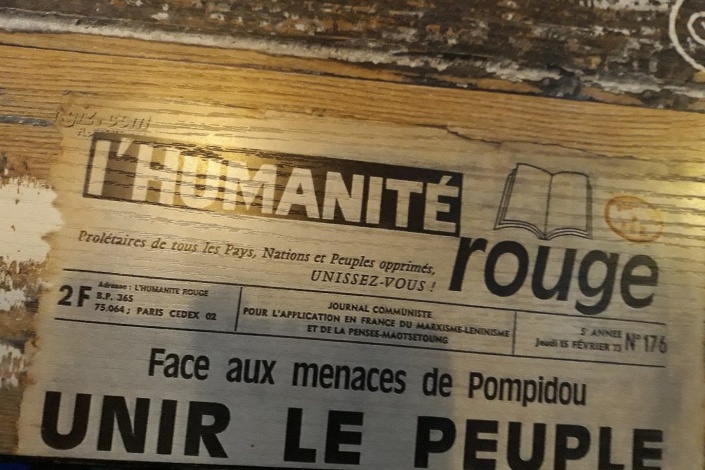 l'HUMANITÉ
rouge
Prolétaires de tous les Pays, Nations et Peuples opprimés,
UNISSEZ-VOUS !
2F
Adresse : L'HUMANITE ROUGE
B.P. 365
75.064 ; PARIS CEDEX 02
JOURNAL COMMUNISTE
POUR L'APPLICATION EN FRANCE DU MARXISME-LENINISME
ET DE LA PENSEE-MAOTSETOUNG
5e ANNEE
Jeudi 15 FÉVRIER 73
N° 176
Face aux menaces de Pompidou
UNIR LE PEUPLE